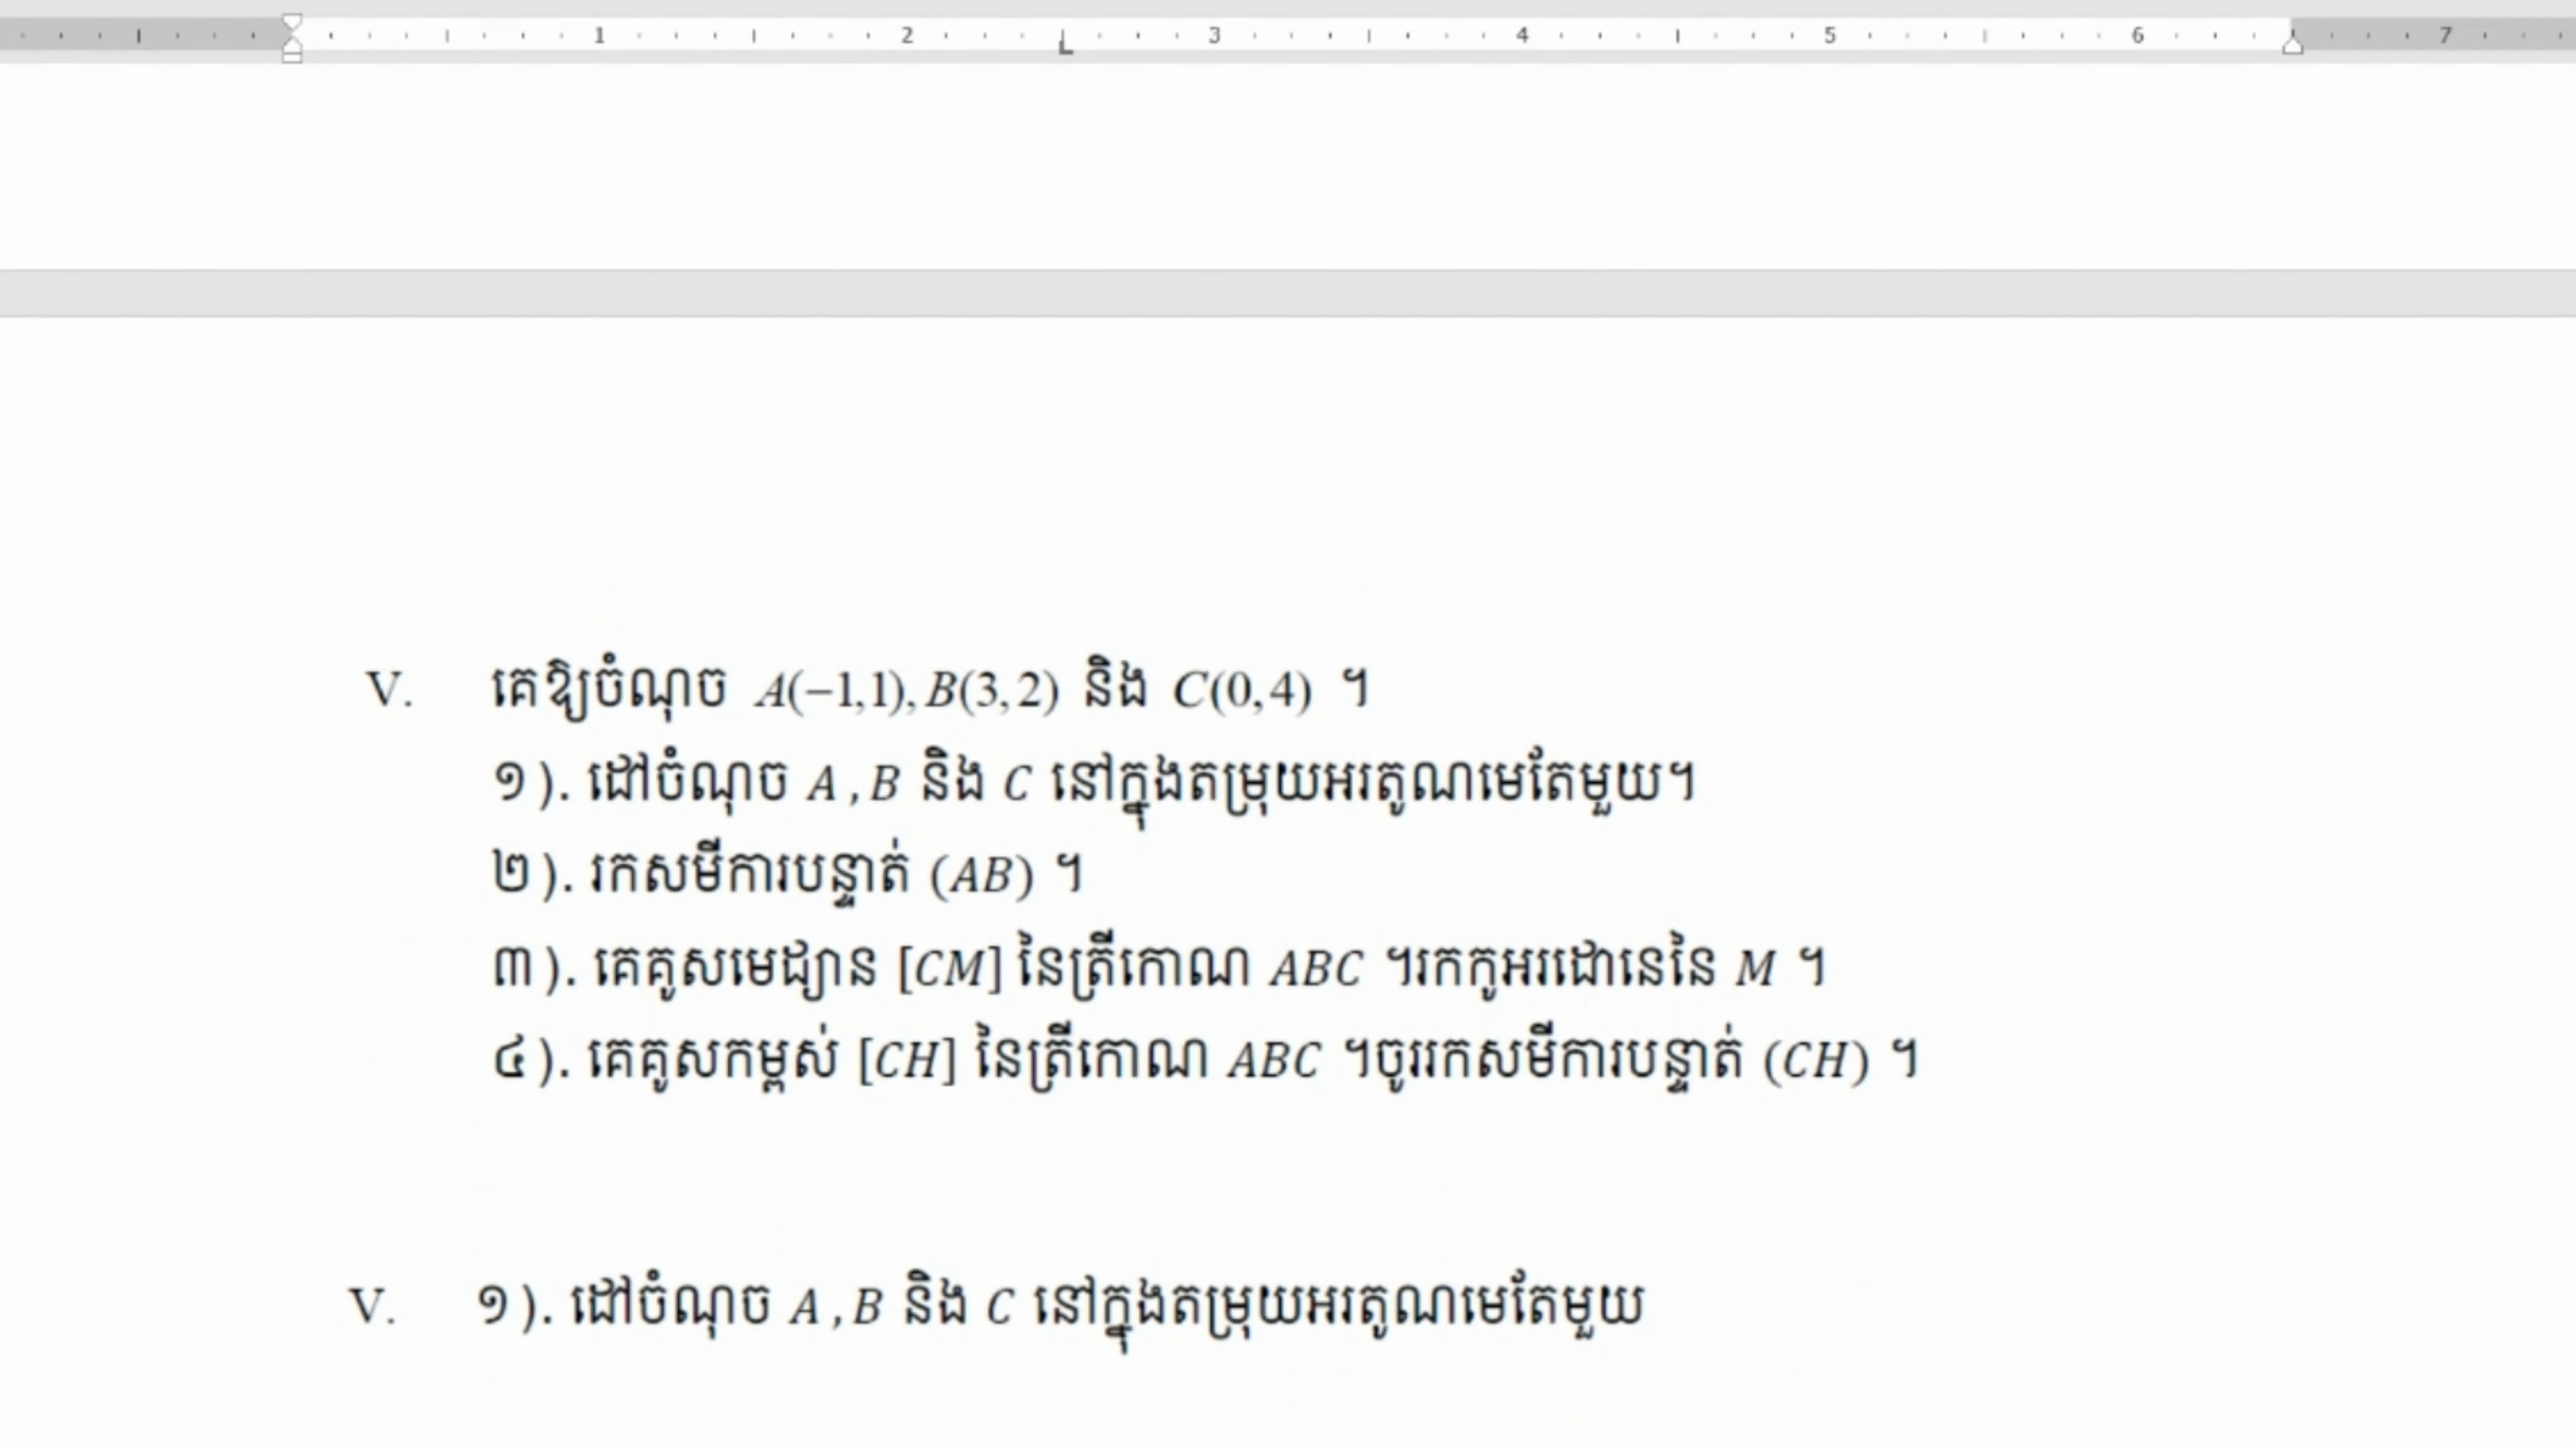 1 2 3 4 5 6 7
V. គេឱ្យចំណុច A(−1,1), B(3,2) និង C(0,4) ។
១). ដៅចំណុច A , B និង C នៅក្នុងតម្រុយអរតូណមេតែមួយ។
២). រកសមីការបន្ទាត់ (AB) ។
៣). គេគូសមេដ្យាន [CM] នៃត្រីកោណ ABC ។រកកូអរដោនេនៃ M ។
៤). គេគូសកម្ពស់ [CH] នៃត្រីកោណ ABC ។ចូររកសមីការបន្ទាត់ (CH) ។
V. ១). ដៅចំណុច A , B និង C នៅក្នុងតម្រុយអរតូណមេតែមួយ